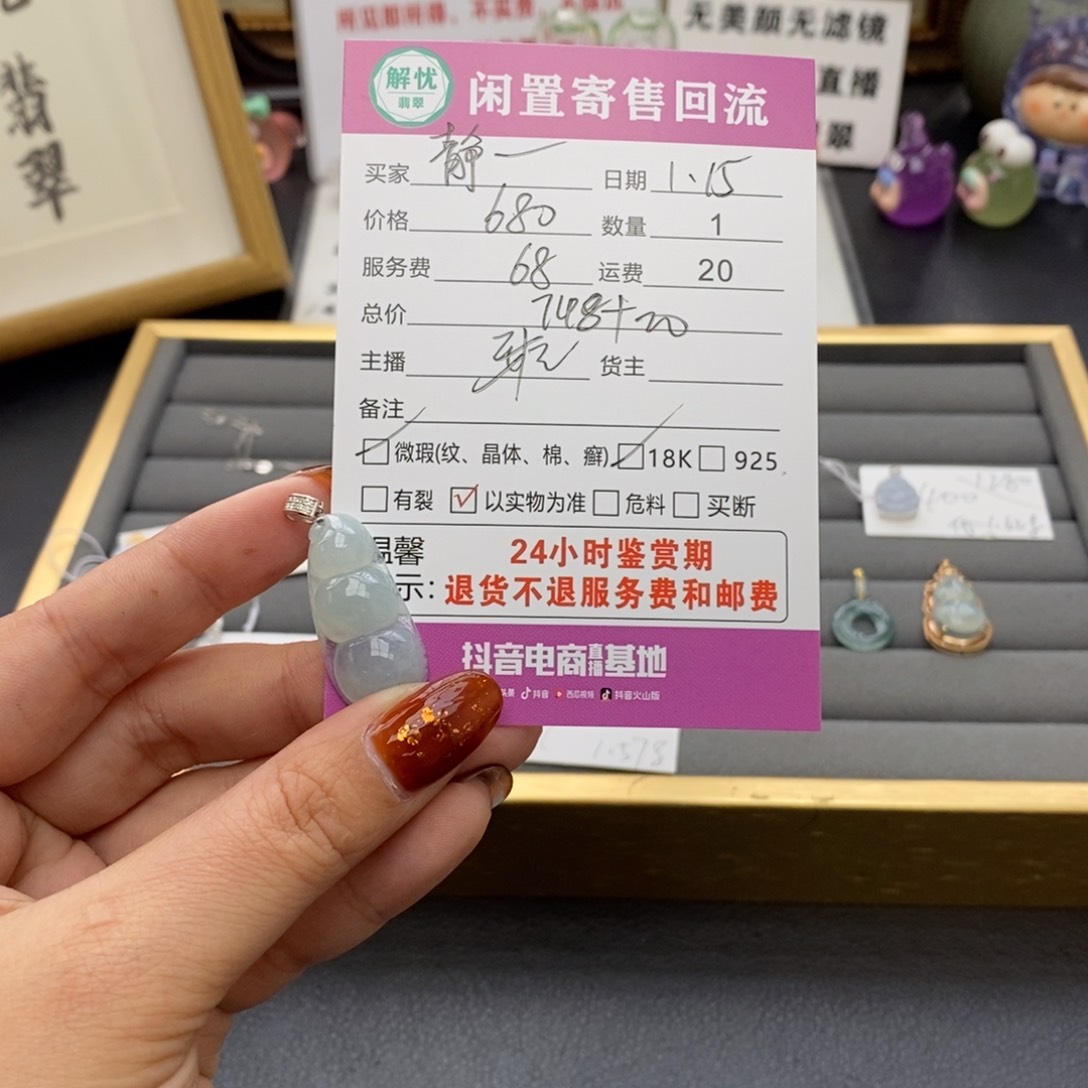 翡翠
无美颜无滤镜
直播
翠
解忧
翡翠
闲置寄售回流
买家 静一 日期 1.15
价格 680 数量 1
服务费 68 运费 20
总价 748+20
主播 货主
备注
微瑕(纹、晶体、棉、癣) 18K 925
有裂 以实物为准 危料 买断
温馨 24小时鉴赏期
示: 退货不退服务费和邮费
抖音电商直播基地
头条 抖音 西瓜视频 抖音火山版
1.578